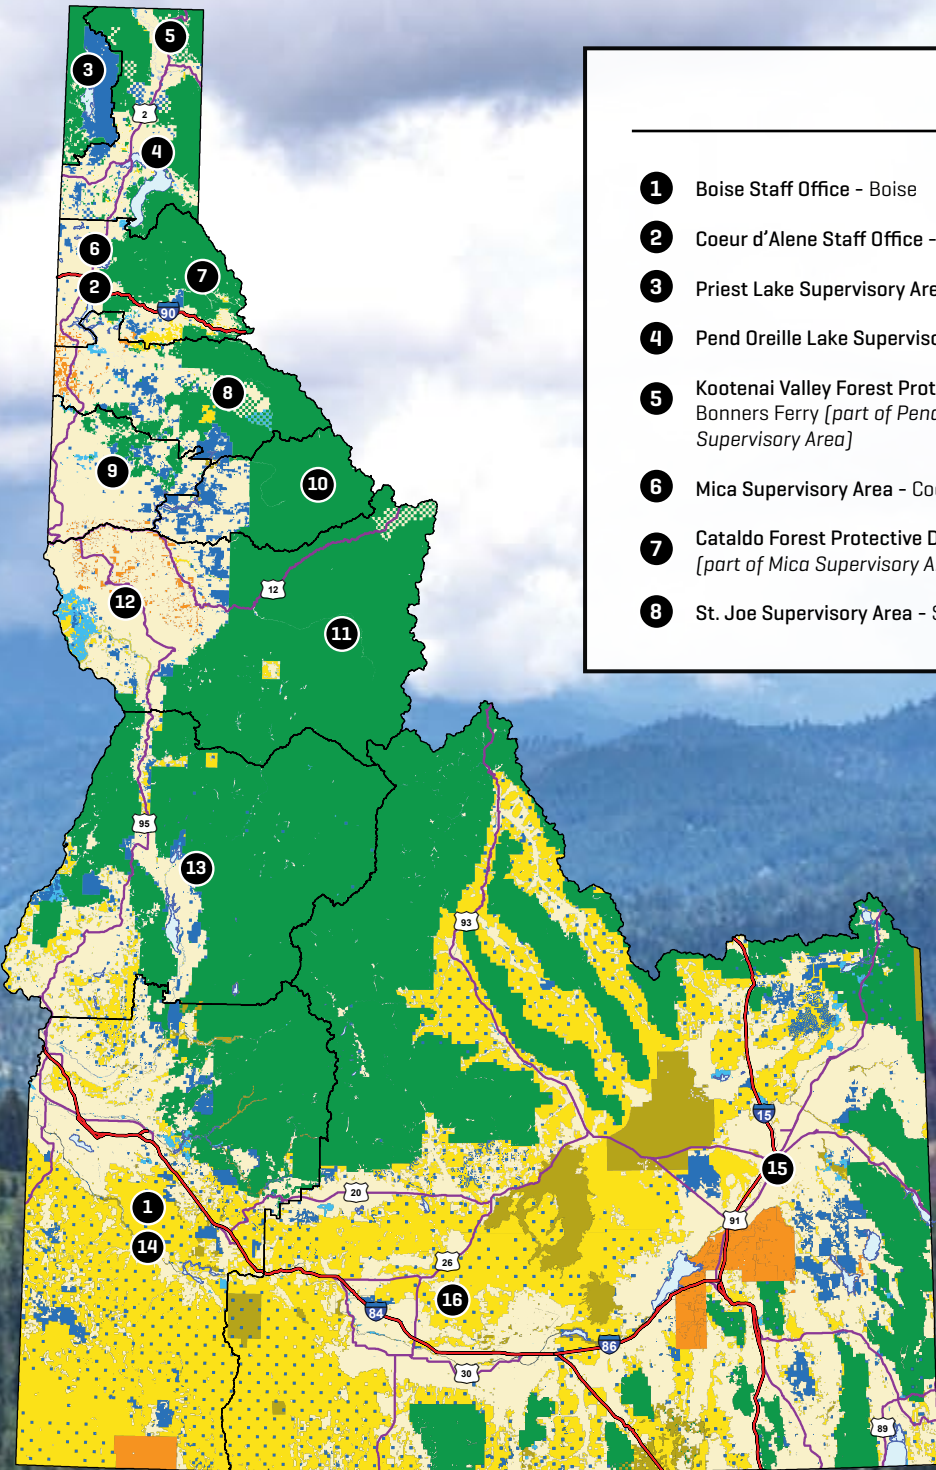 5
3
2
4
6
7
2
90
8
9
10
12
12
11
95
13
93
15
15
20
1
91
14
26
16
84
86
30
89
1 Boise Staff Office - Boise
2 Coeur d'Alene Staff Office -
3 Priest Lake Supervisory Are
4 Pend Oreille Lake Superviso
5 Kootenai Valley Forest Prot
Bonners Ferry [part of Pend
Supervisory Area]
6 Mica Supervisory Area - Co
7 Cataldo Forest Protective D
[part of Mica Supervisory A
8 St. Joe Supervisory Area - S